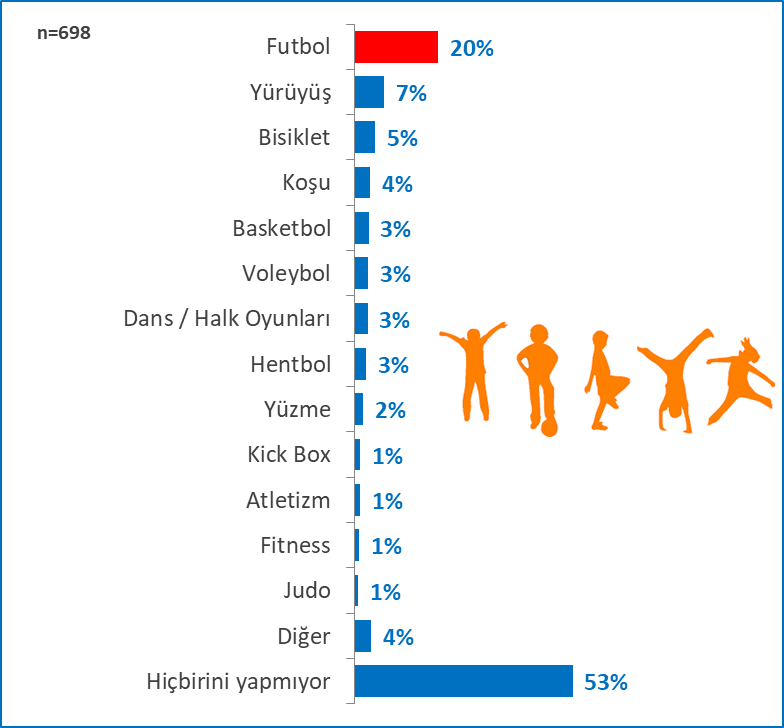 n=698
Futbol 20%
Yürüyüş 7%
Bisiklet 5%
Koşu 4%
Basketbol 3%
Voleybol 3%
Dans / Halk Oyunları 3%
Hentbol 3%
Yüzme 2%
Kick Box 1%
Atletizm 1%
Fitness 1%
Judo 1%
Diğer 4%
Hiçbirini yapmıyor 53%